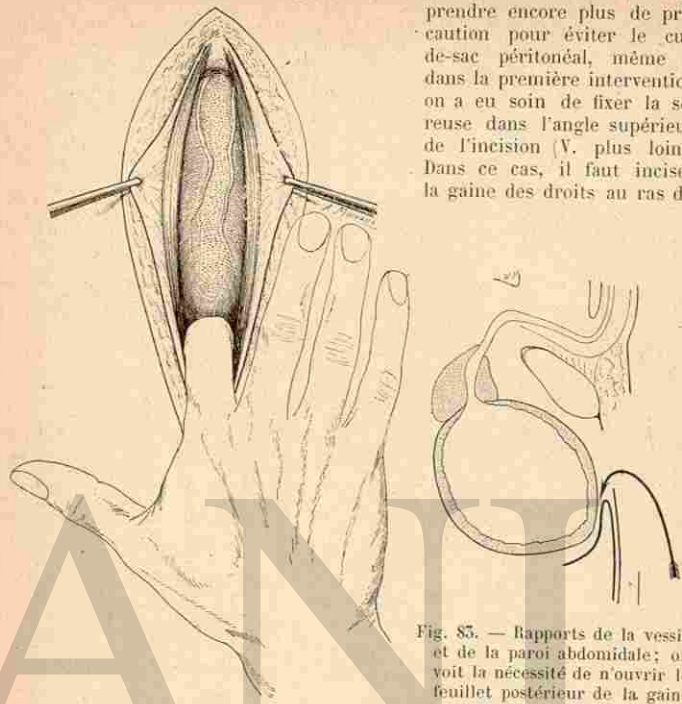 prendre encore plus de pr
caution pour éviter le cu
de-sac péritonéal, même
dans la première interventio
on a eu soin de fixer la sé
reuse dans l'angle supérieu
de l'incision (V. plus loin
Dans ce cas, il faut incise
la gaine des droits au ras d
Fig. 83. — Rapports de la vessi
et de la paroi abdomidale; o
voit la nécessité de n'ouvrir l
feuillet postérieur de la gain
ANL